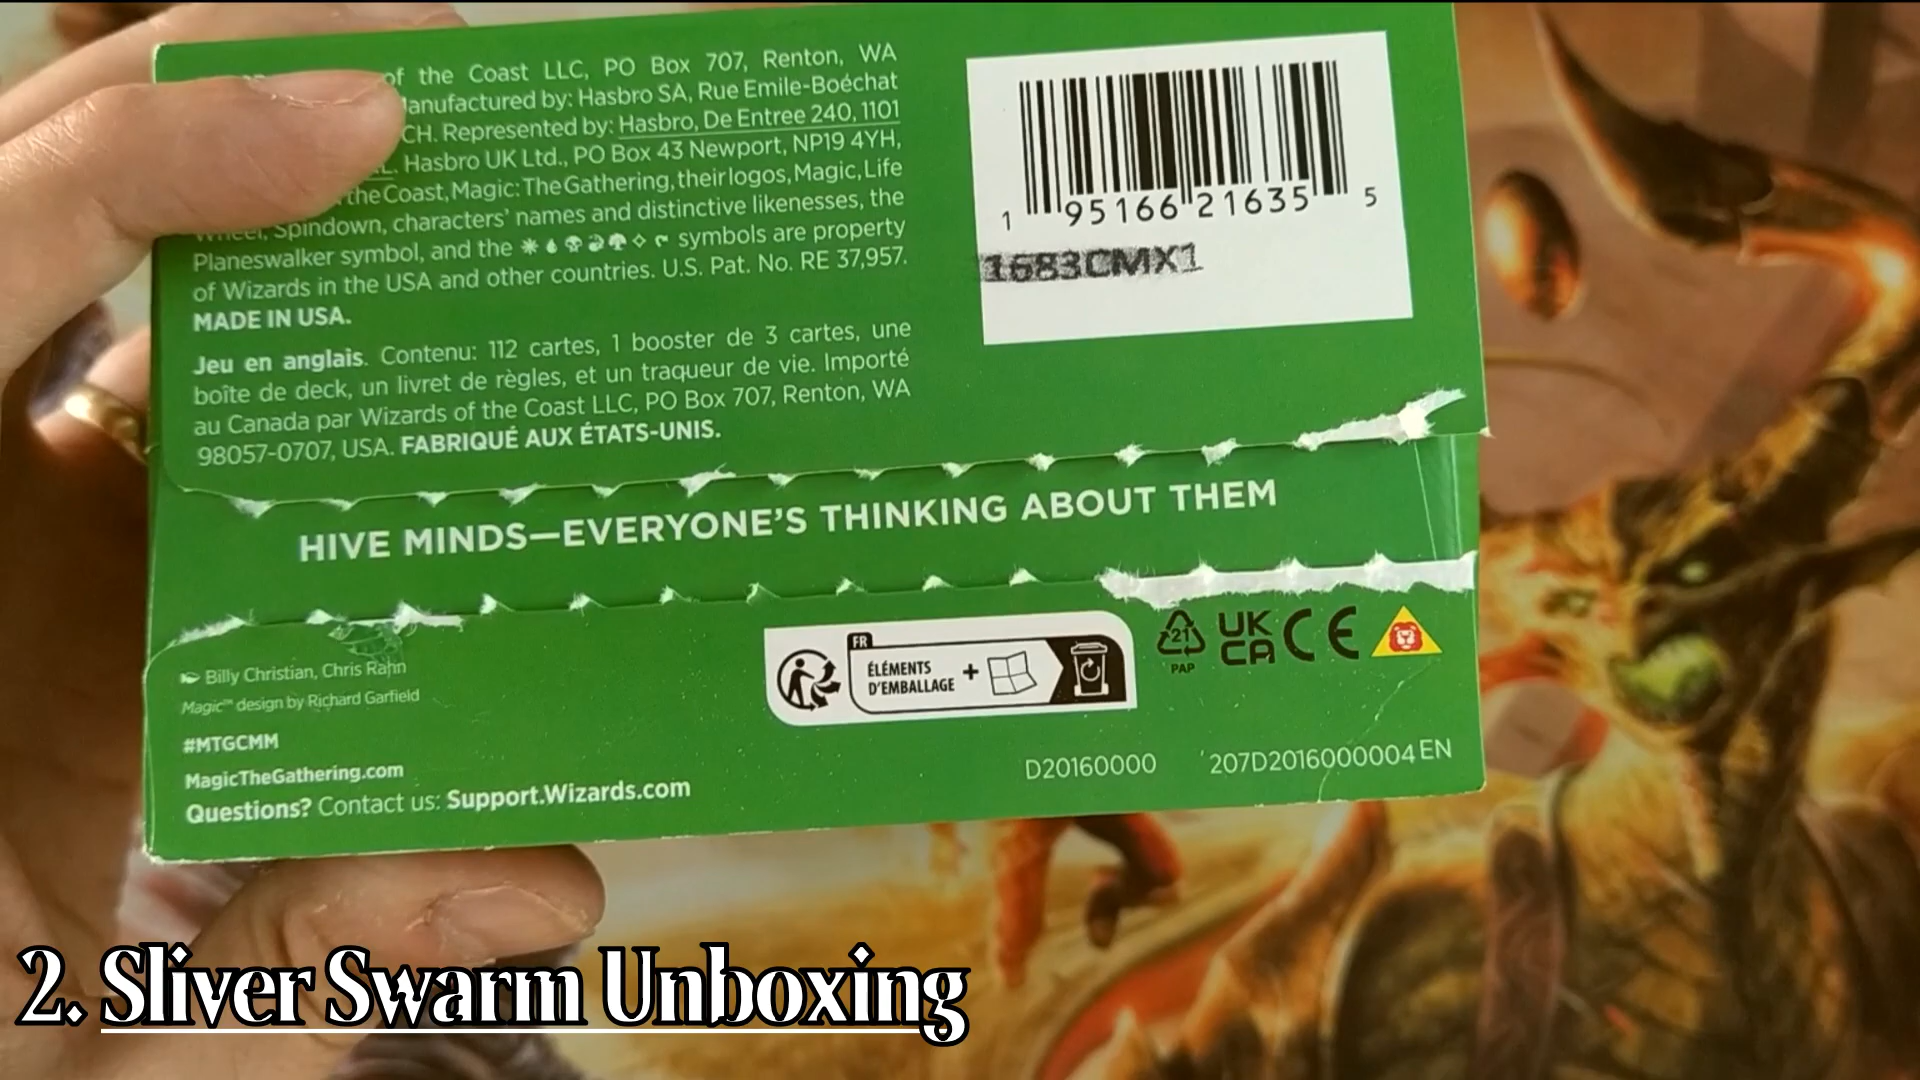 of the Coast LLC, PO Box 707, Renton, WA
Manufactured by: Hasbro SA, Rue Emile-Boéchat
CH. Represented by: Hasbro, De Entree 240, 1101
Hasbro UK Ltd., PO Box 43 Newport, NP19 4YH,
the Coast, Magic: The Gathering, their logos, Magic, Life
Wheel, Spindown, characters' names and distinctive likenesses, the
Planeswalker symbol, and the symbols are property
of Wizards in the USA and other countries. U.S. Pat. No. RE 37,957.
MADE IN USA.
Jeu en anglais. Contenu: 112 cartes, 1 booster de 3 cartes, une
boîte de deck, un livret de règles, et un traqueur de vie. Importé
au Canada par Wizards of the Coast LLC, PO Box 707, Renton, WA
98057-0707, USA. FABRIQUÉ AUX ÉTATS-UNIS.
1 95166 21635 5
1683CMX1
HIVE MINDS—EVERYONE'S THINKING ABOUT THEM
Billy Christian, Chris Rahn
Magic™ design by Richard Garfield
#MTGCMM
MagicTheGathering.com
Questions? Contact us: Support.Wizards.com
FR
ÉLÉMENTS
D'EMBALLAGE +
21
PAP
UK
CA
CE
D20160000 207D2016000004 EN
2. Sliver Swarm Unboxing